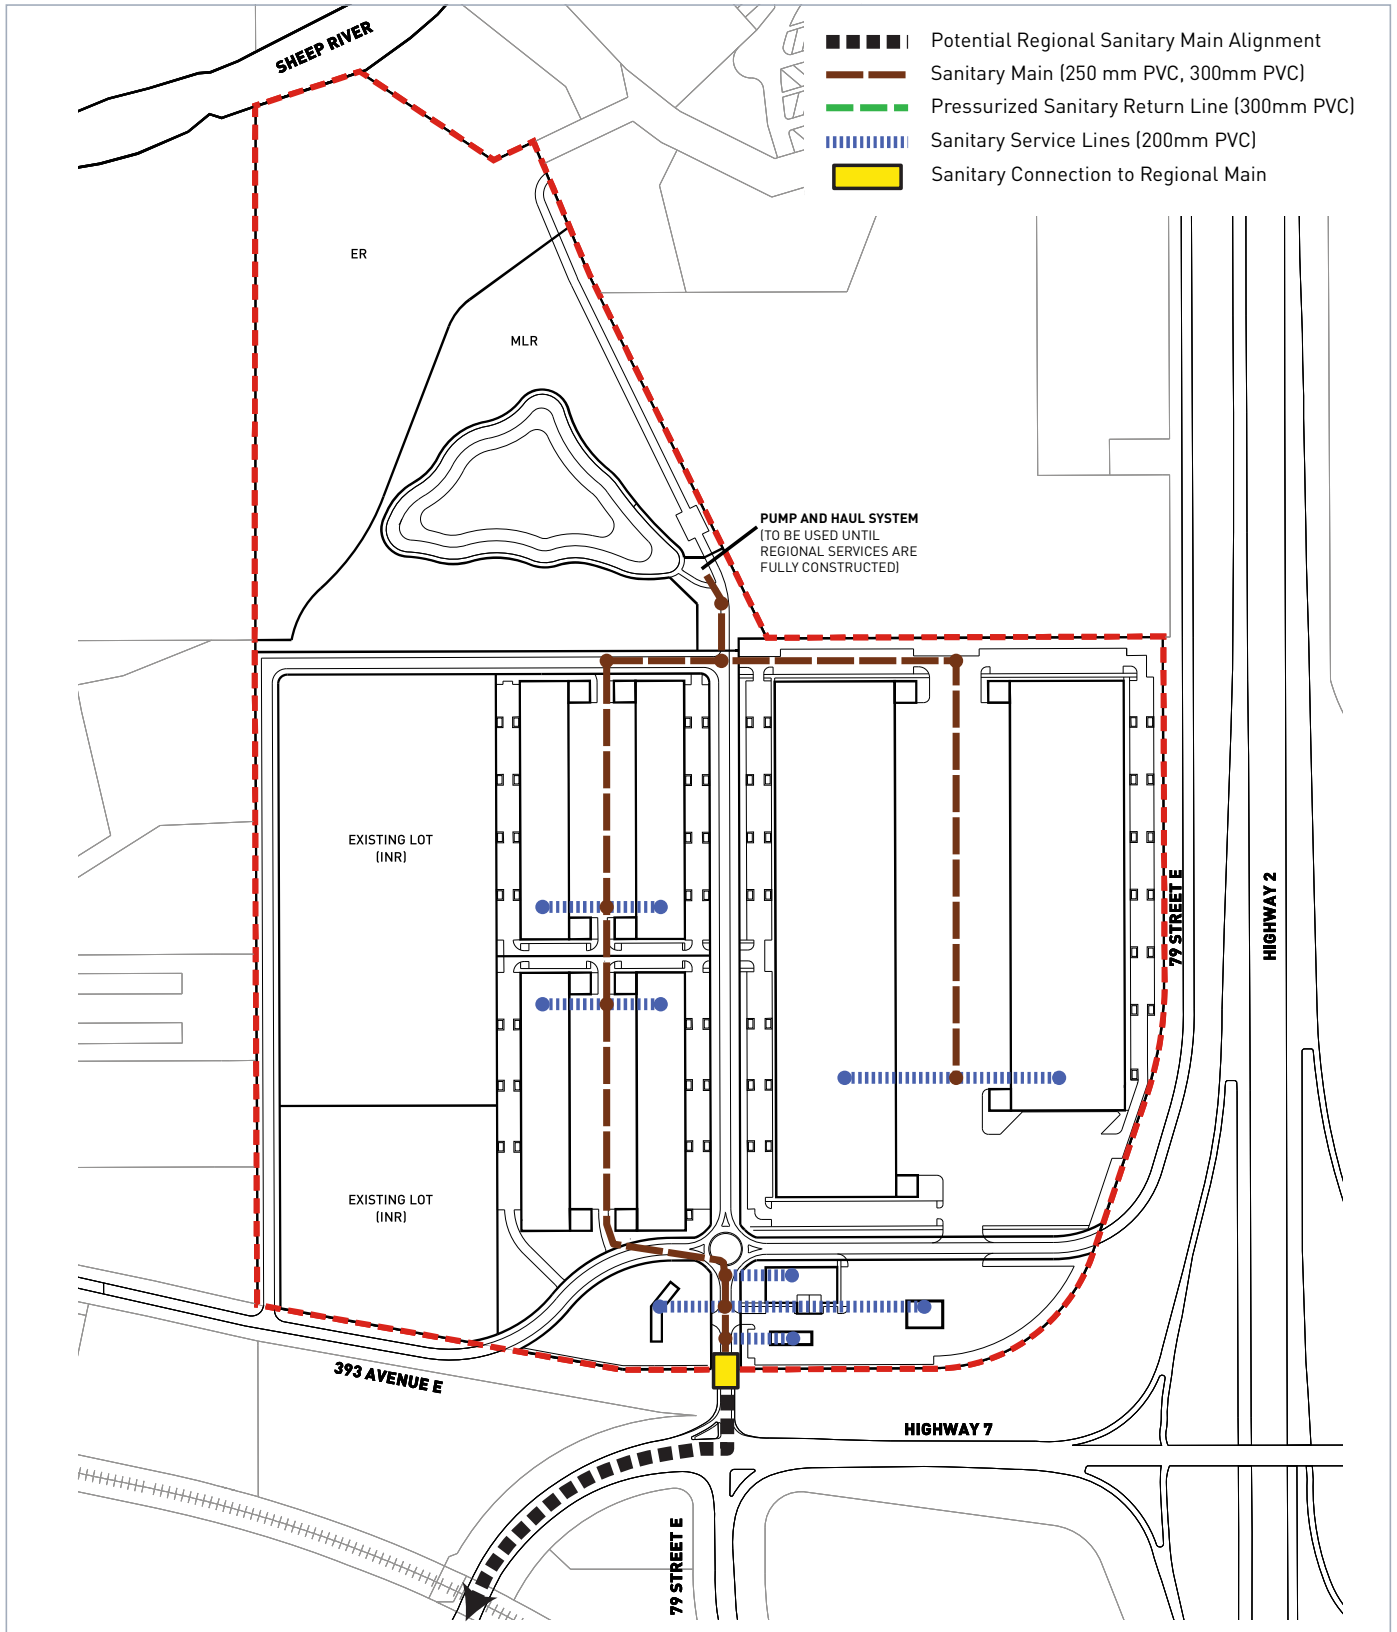 SHEEP RIVER
Potential Regional Sanitary Main Alignment
Sanitary Main (250 mm PVC, 300mm PVC)
Pressurized Sanitary Return Line (300mm PVC)
Sanitary Service Lines (200mm PVC)
Sanitary Connection to Regional Main
ER
MLR
PUMP AND HAUL SYSTEM
(TO BE USED UNTIL
REGIONAL SERVICES ARE
FULLY CONSTRUCTED)
EXISTING LOT
(INR)
79 STREET E
HIGHWAY 2
EXISTING LOT
(INR)
393 AVENUE E
HIGHWAY 7
79 STREET E